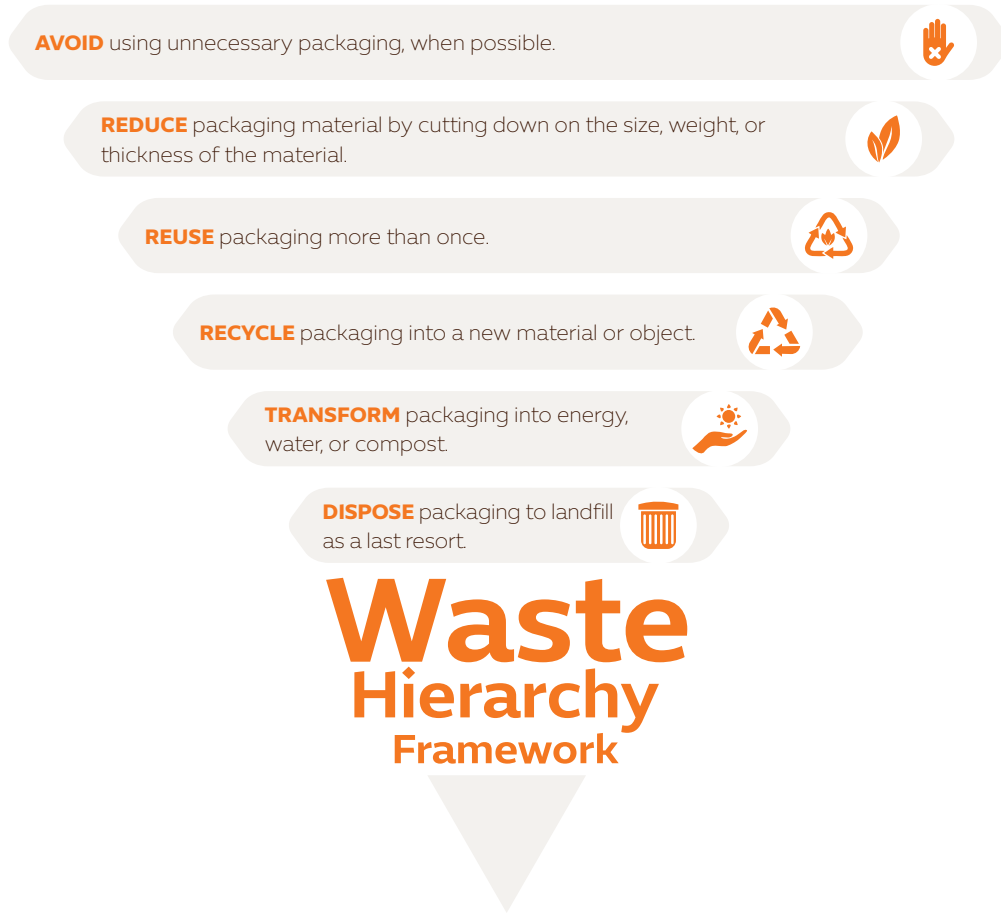 AVOID using unnecessary packaging, when possible.
REDUCE packaging material by cutting down on the size, weight, or
thickness of the material.
REUSE packaging more than once.
RECYCLE packaging into a new material or object.
TRANSFORM packaging into energy,
water, or compost.
DISPOSE packaging to landfill
as a last resort.
Waste
Hierarchy
Framework